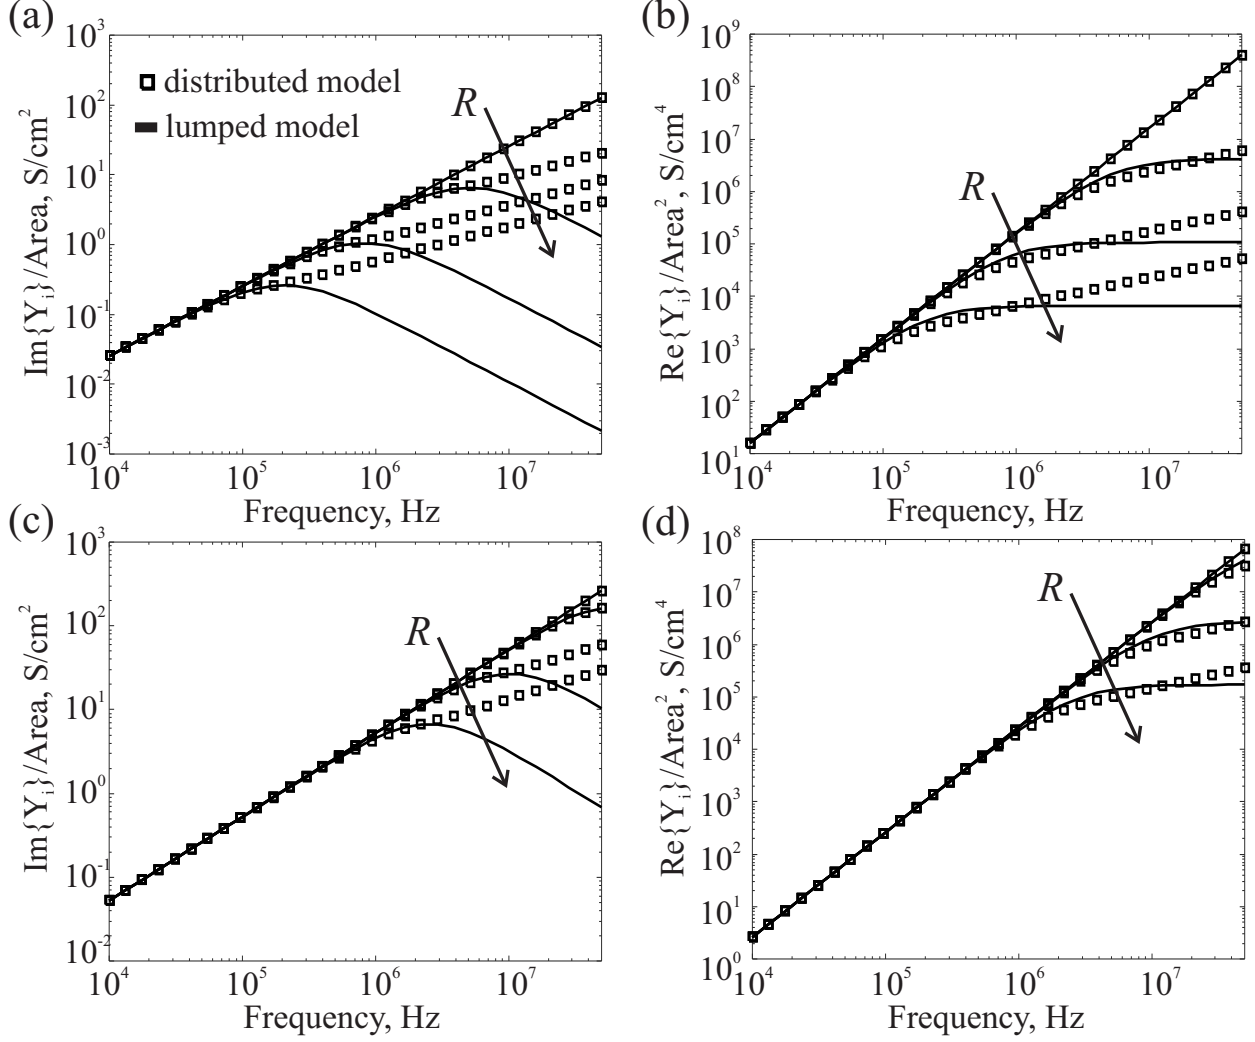 (a)
10^3
10^2
10^1
10^0
10^-1
10^-2
10^-3
Im{Y_i}/Area, S/cm^2
□ distributed model
▬ lumped model
R
10^4 10^5 10^6 10^7
Frequency, Hz
(b)
10^9
10^8
10^7
10^6
10^5
10^4
10^3
10^2
10^1
Re{Y_i}/Area^2, S/cm^4
R
10^4 10^5 10^6 10^7
Frequency, Hz
(c)
10^3
10^2
10^1
10^0
10^-1
10^-2
Im{Y_i}/Area, S/cm^2
R
10^4 10^5 10^6 10^7
Frequency, Hz
(d)
10^8
10^7
10^6
10^5
10^4
10^3
10^2
10^1
10^0
Re{Y_i}/Area^2, S/cm^4
R
10^4 10^5 10^6 10^7
Frequency, Hz